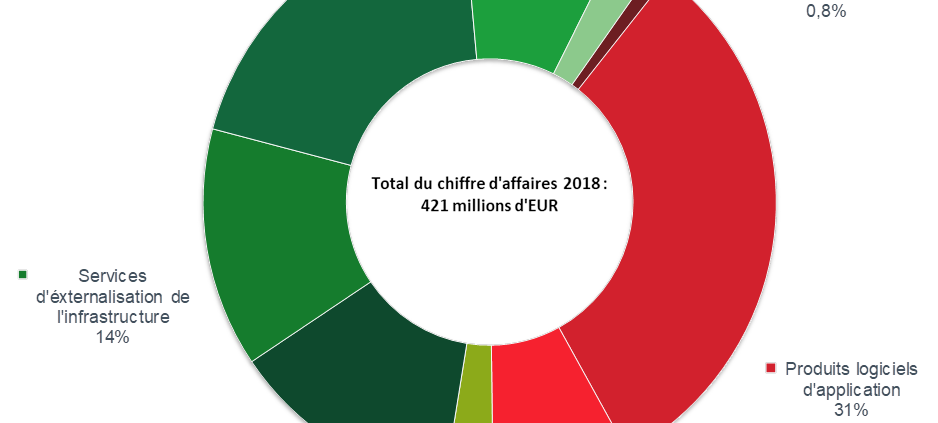 0,8%
Total du chiffre d'affaires 2018 :
421 millions d'EUR
Services
d'éxternalisation de
l'infrastructure
14%
Produits logiciels
d'application
31%